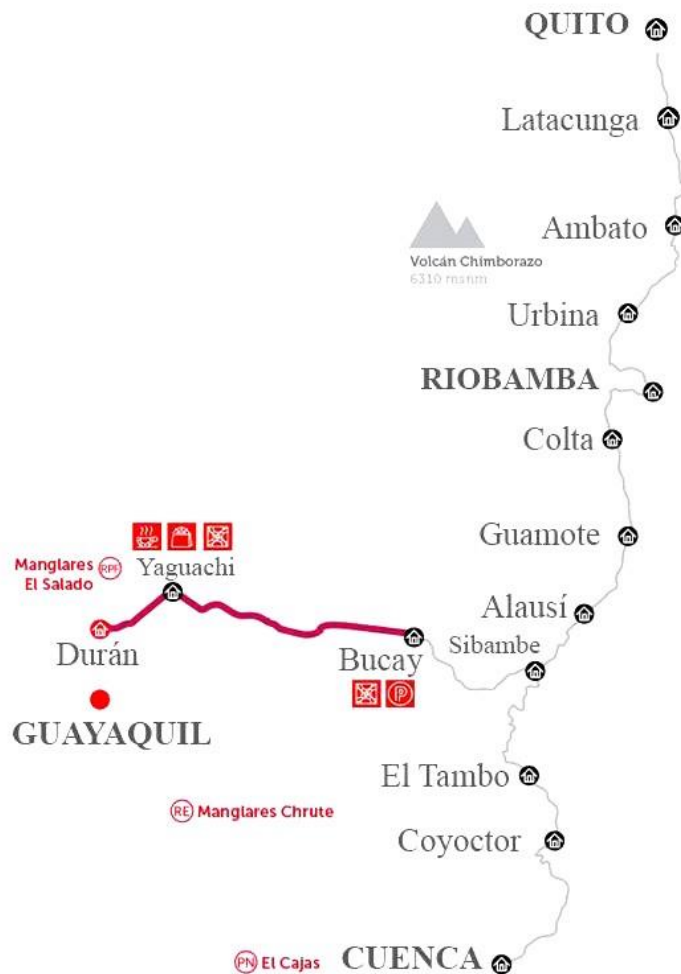 QUITO
Latacunga
Ambato
Volcán Chimborazo
6310 msnm
Urbina
RIOBAMBA
Colta
Guamote
Manglares
El Salado
RPF
Yaguachi
Alausí
Durán
Bucay
Sibambe
P
GUAYAQUIL
El Tambo
RE Manglares Chrute
Coyoctor
PN El Cajas
CUENCA